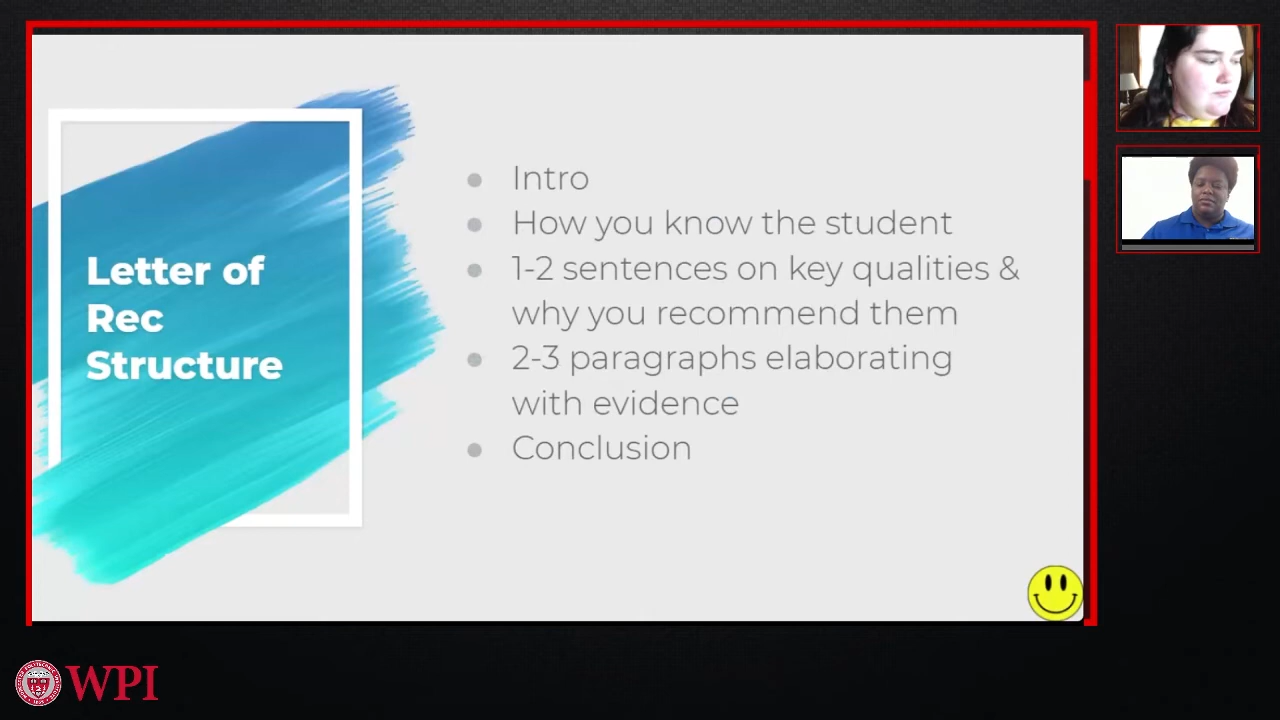 Letter of
Rec
Structure
Intro
How you know the student
1-2 sentences on key qualities &
why you recommend them
2-3 paragraphs elaborating
with evidence
Conclusion
WPI